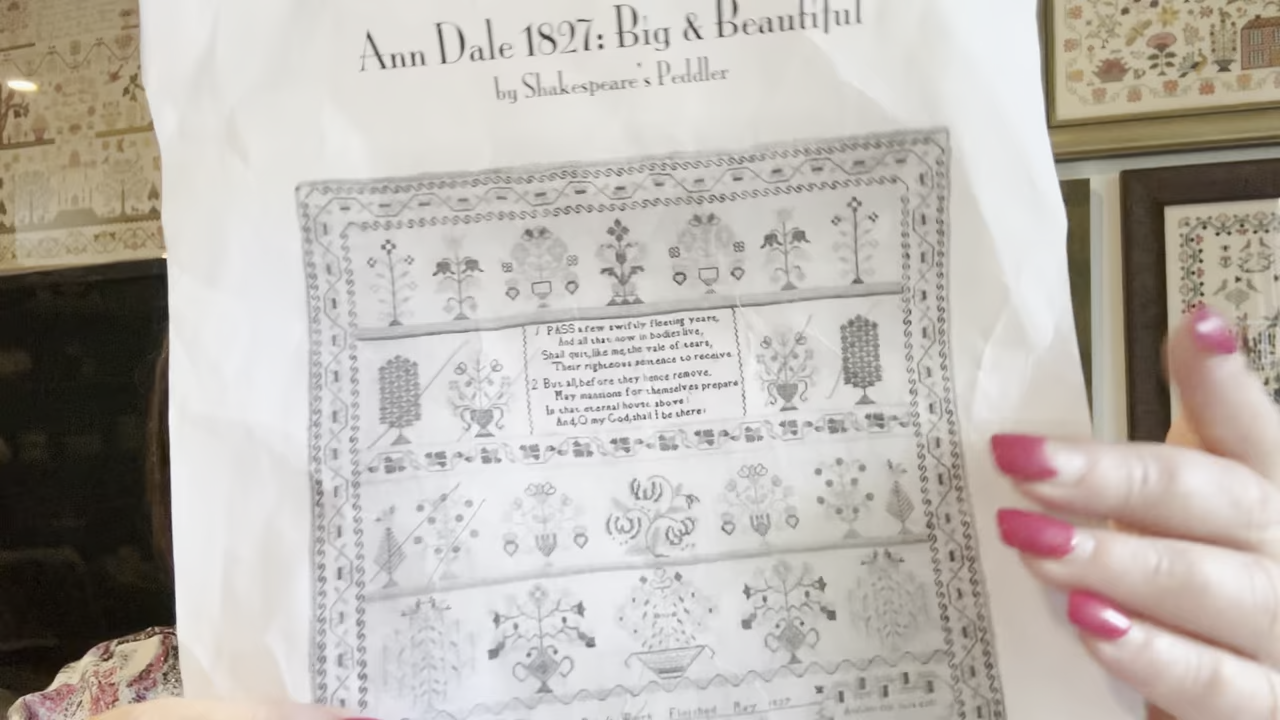 Ann Dale 1827: Big & Beautiful
by Shakespeare's Peddler
1 PASS a few swiftly fleeting years,
And all that now in bodies live,
Shall quit, like me, the vale of tears,
Their righteous sentence to receive.
2 But all, before they hence remove,
May mansions for themselves prepare
In that eternal house above!
And, O my God, shall I be there!
Finished May 1827